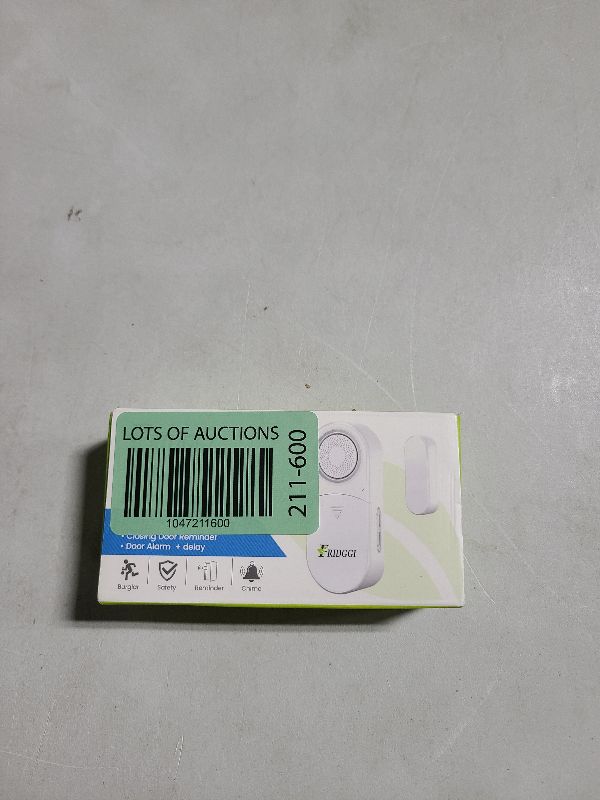 LOTS OF AUCTIONS
1047211600
211-600
• Closing Door Reminder
• Door Alarm + delay
FRIDGGI
Burglar
Safety
Reminder
Chime